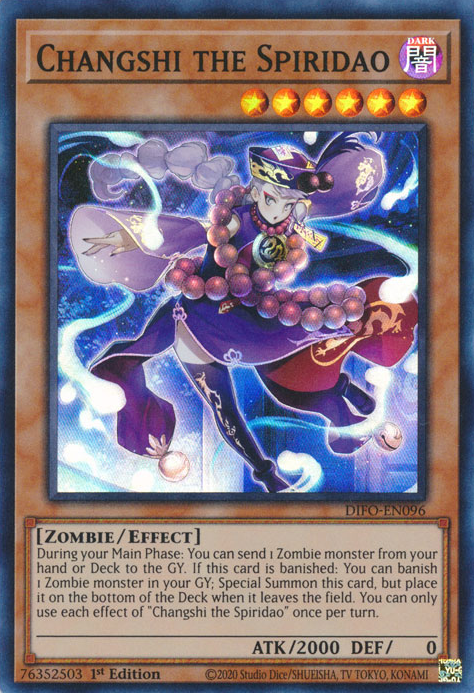 CHANGSHI THE SPIRIDAO
DARK
闇
DIFO-EN096
[ZOMBIE/EFFECT]
During your Main Phase: You can send 1 Zombie monster from your
hand or Deck to the GY. If this card is banished: You can banish
1 Zombie monster in your GY; Special Summon this card, but place
it on the bottom of the Deck when it leaves the field. You can only
use each effect of "Changshi the Spiridao" once per turn.
ATK/2000 DEF/ 0
76352503 1st Edition ©2020 Studio Dice/SHUEISHA, TV TOKYO, KONAMI